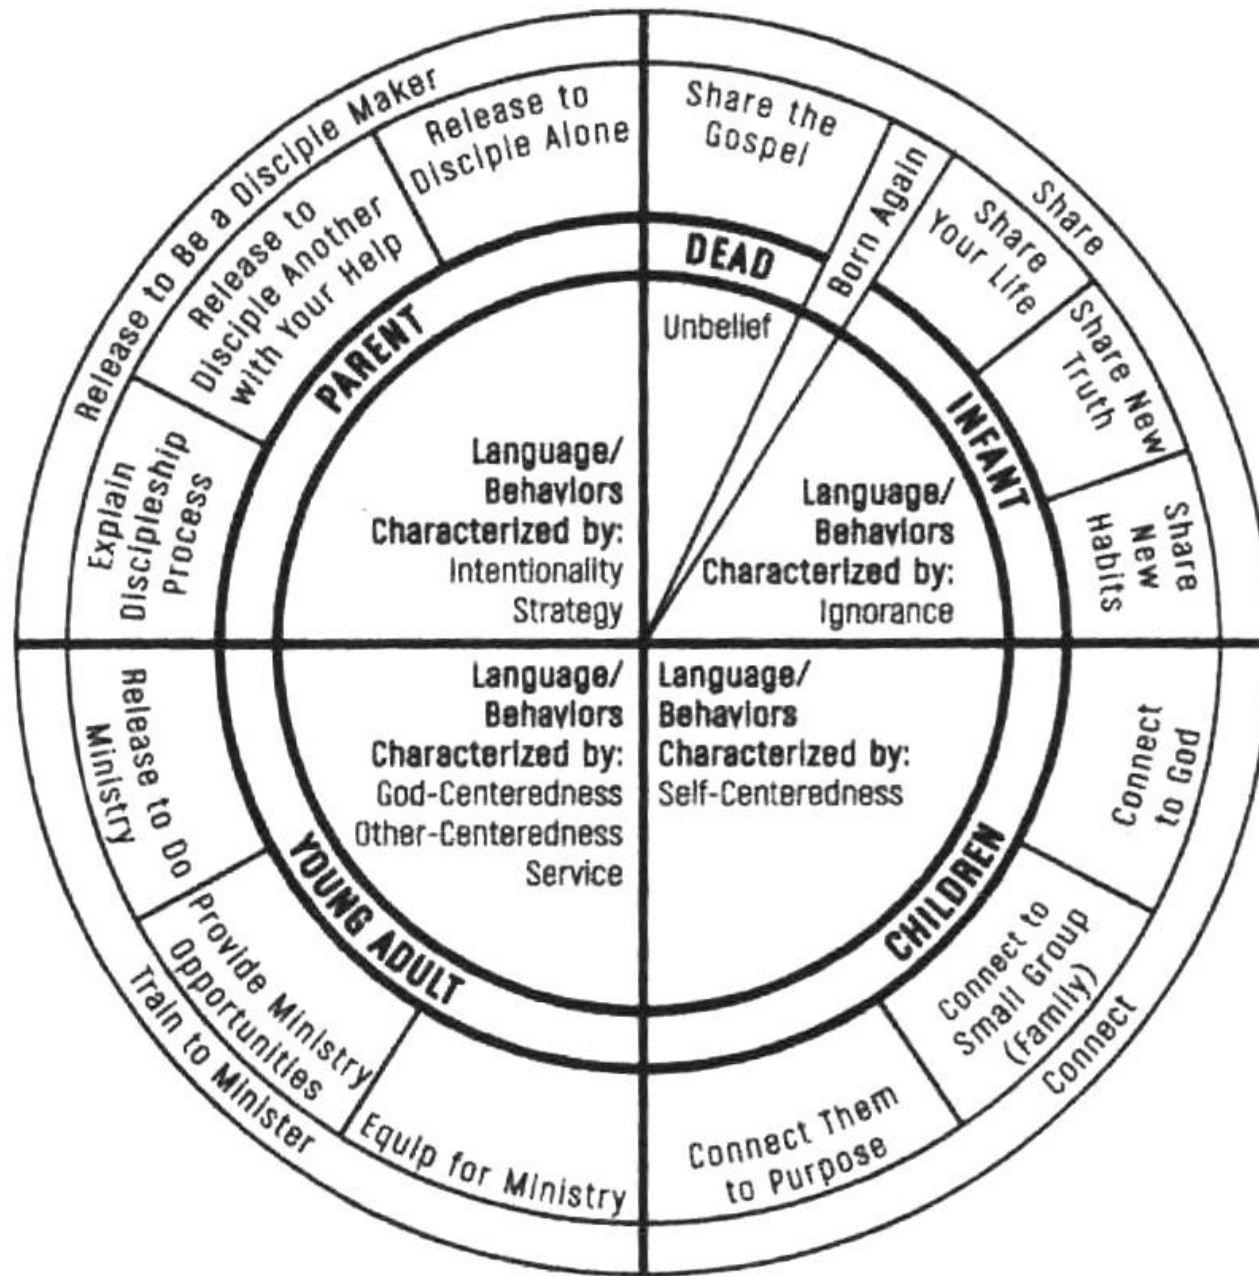 Share
Share the
Gospel
Born Again
Share
Your Life
Share New
Truth
Share
New
Habits
DEAD
Unbelief
INFANT
Language/
Behaviors
Characterized by:
Ignorance
Connect
Connect
to God
Connect to
Small Group
(Family)
Connect Them
to Purpose
CHILDREN
Language/
Behaviors
Characterized by:
Self-Centeredness
Train to Minister
Equip for Ministry
Provide Ministry
Opportunities
Release to Do
Ministry
YOUNG ADULT
Language/
Behaviors
Characterized by:
God-Centeredness
Other-Centeredness
Service
Release to Be a Disciple Maker
Explain
Discipleship
Process
Release to
Disciple Another
with Your Help
Release to
Disciple Alone
PARENT
Language/
Behaviors
Characterized by:
Intentionality
Strategy